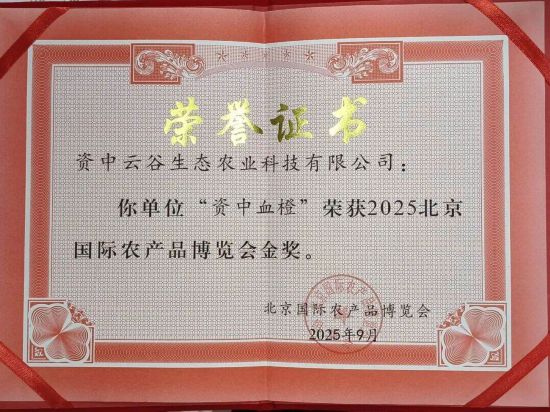 荣誉证书
资中云谷生态农业科技有限公司：
你单位“资中血橙”荣获2025北京
国际农产品博览会金奖。
北京国际农产品博览会
2025年9月